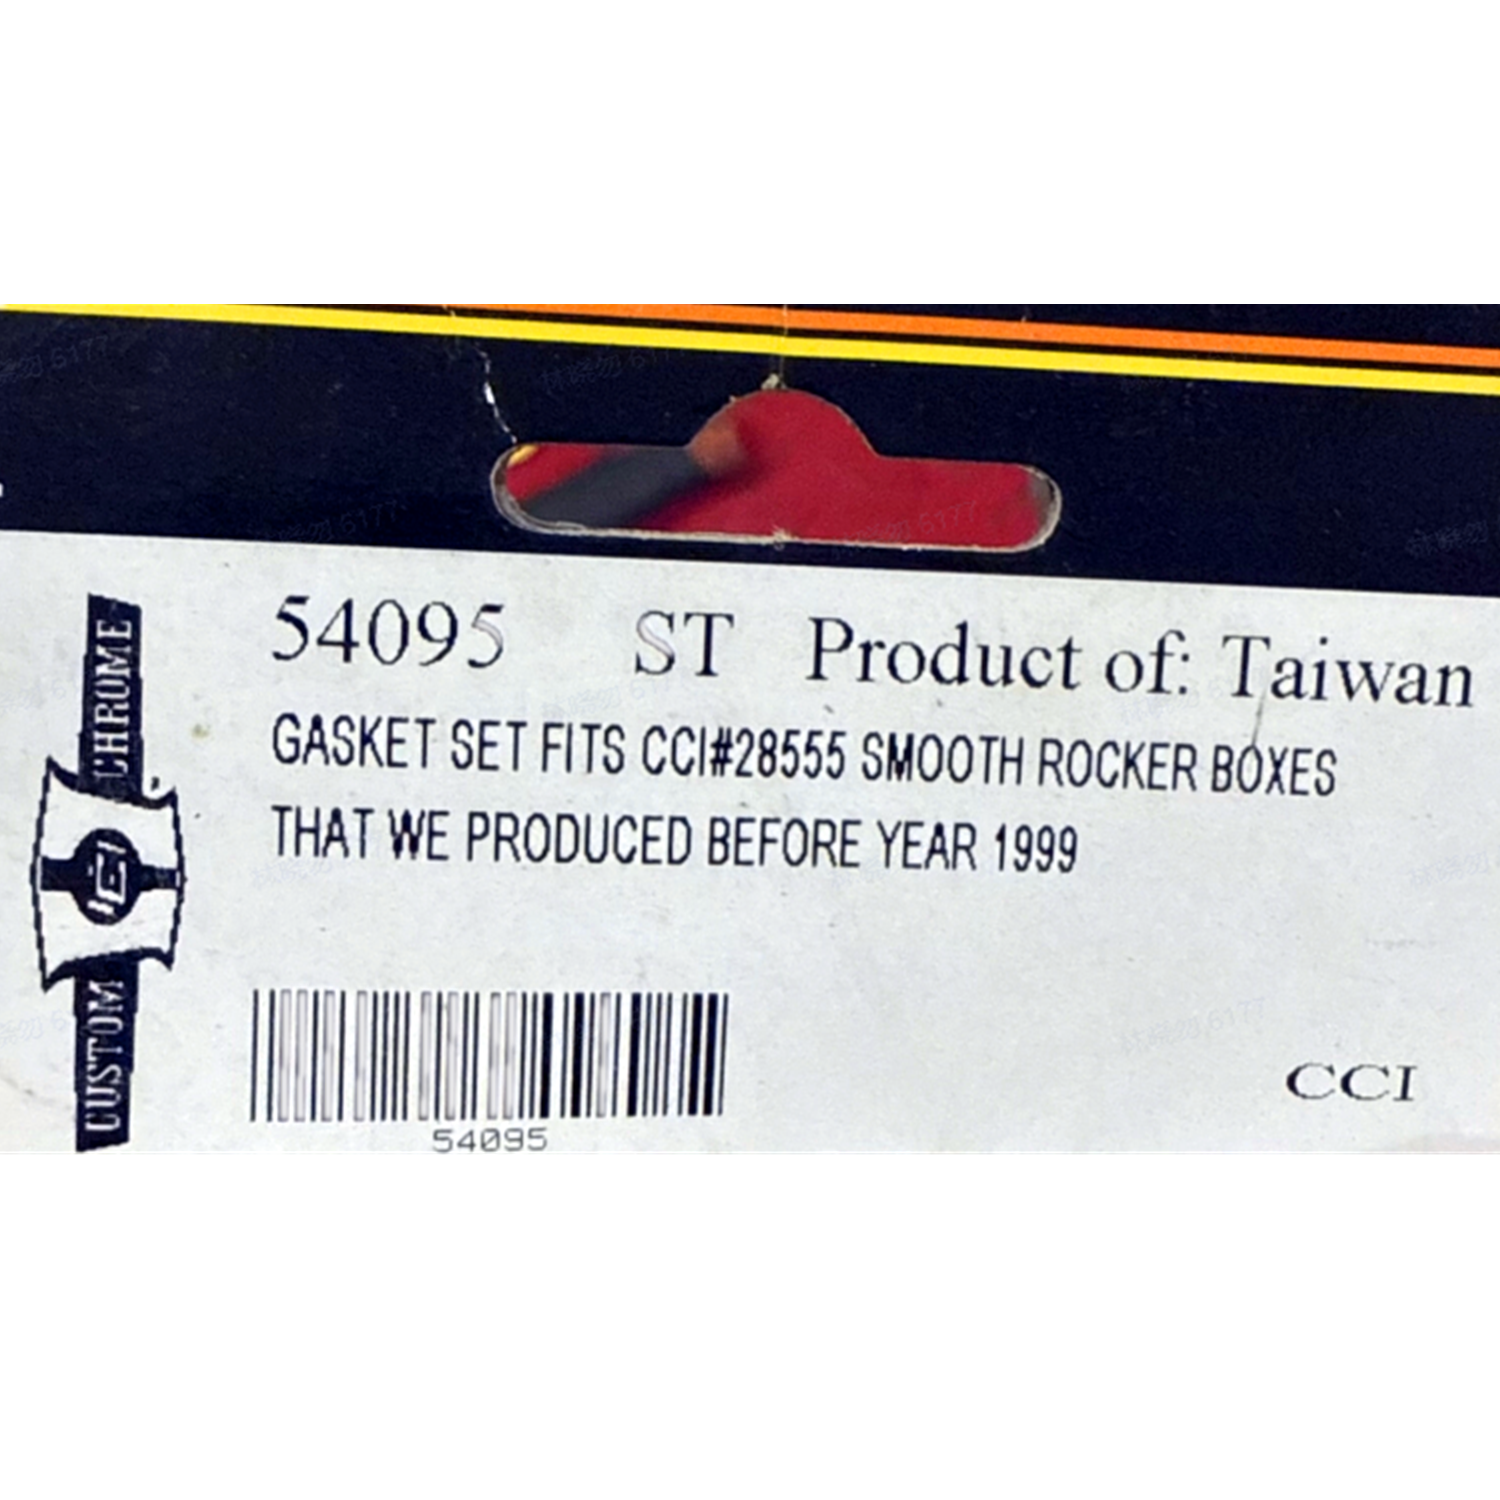 54095 ST Product of: Taiwan
GASKET SET FITS CCI#28555 SMOOTH ROCKER BOXES
THAT WE PRODUCED BEFORE YEAR 1999
CUSTOM CHROME
CCI
54095
CCI